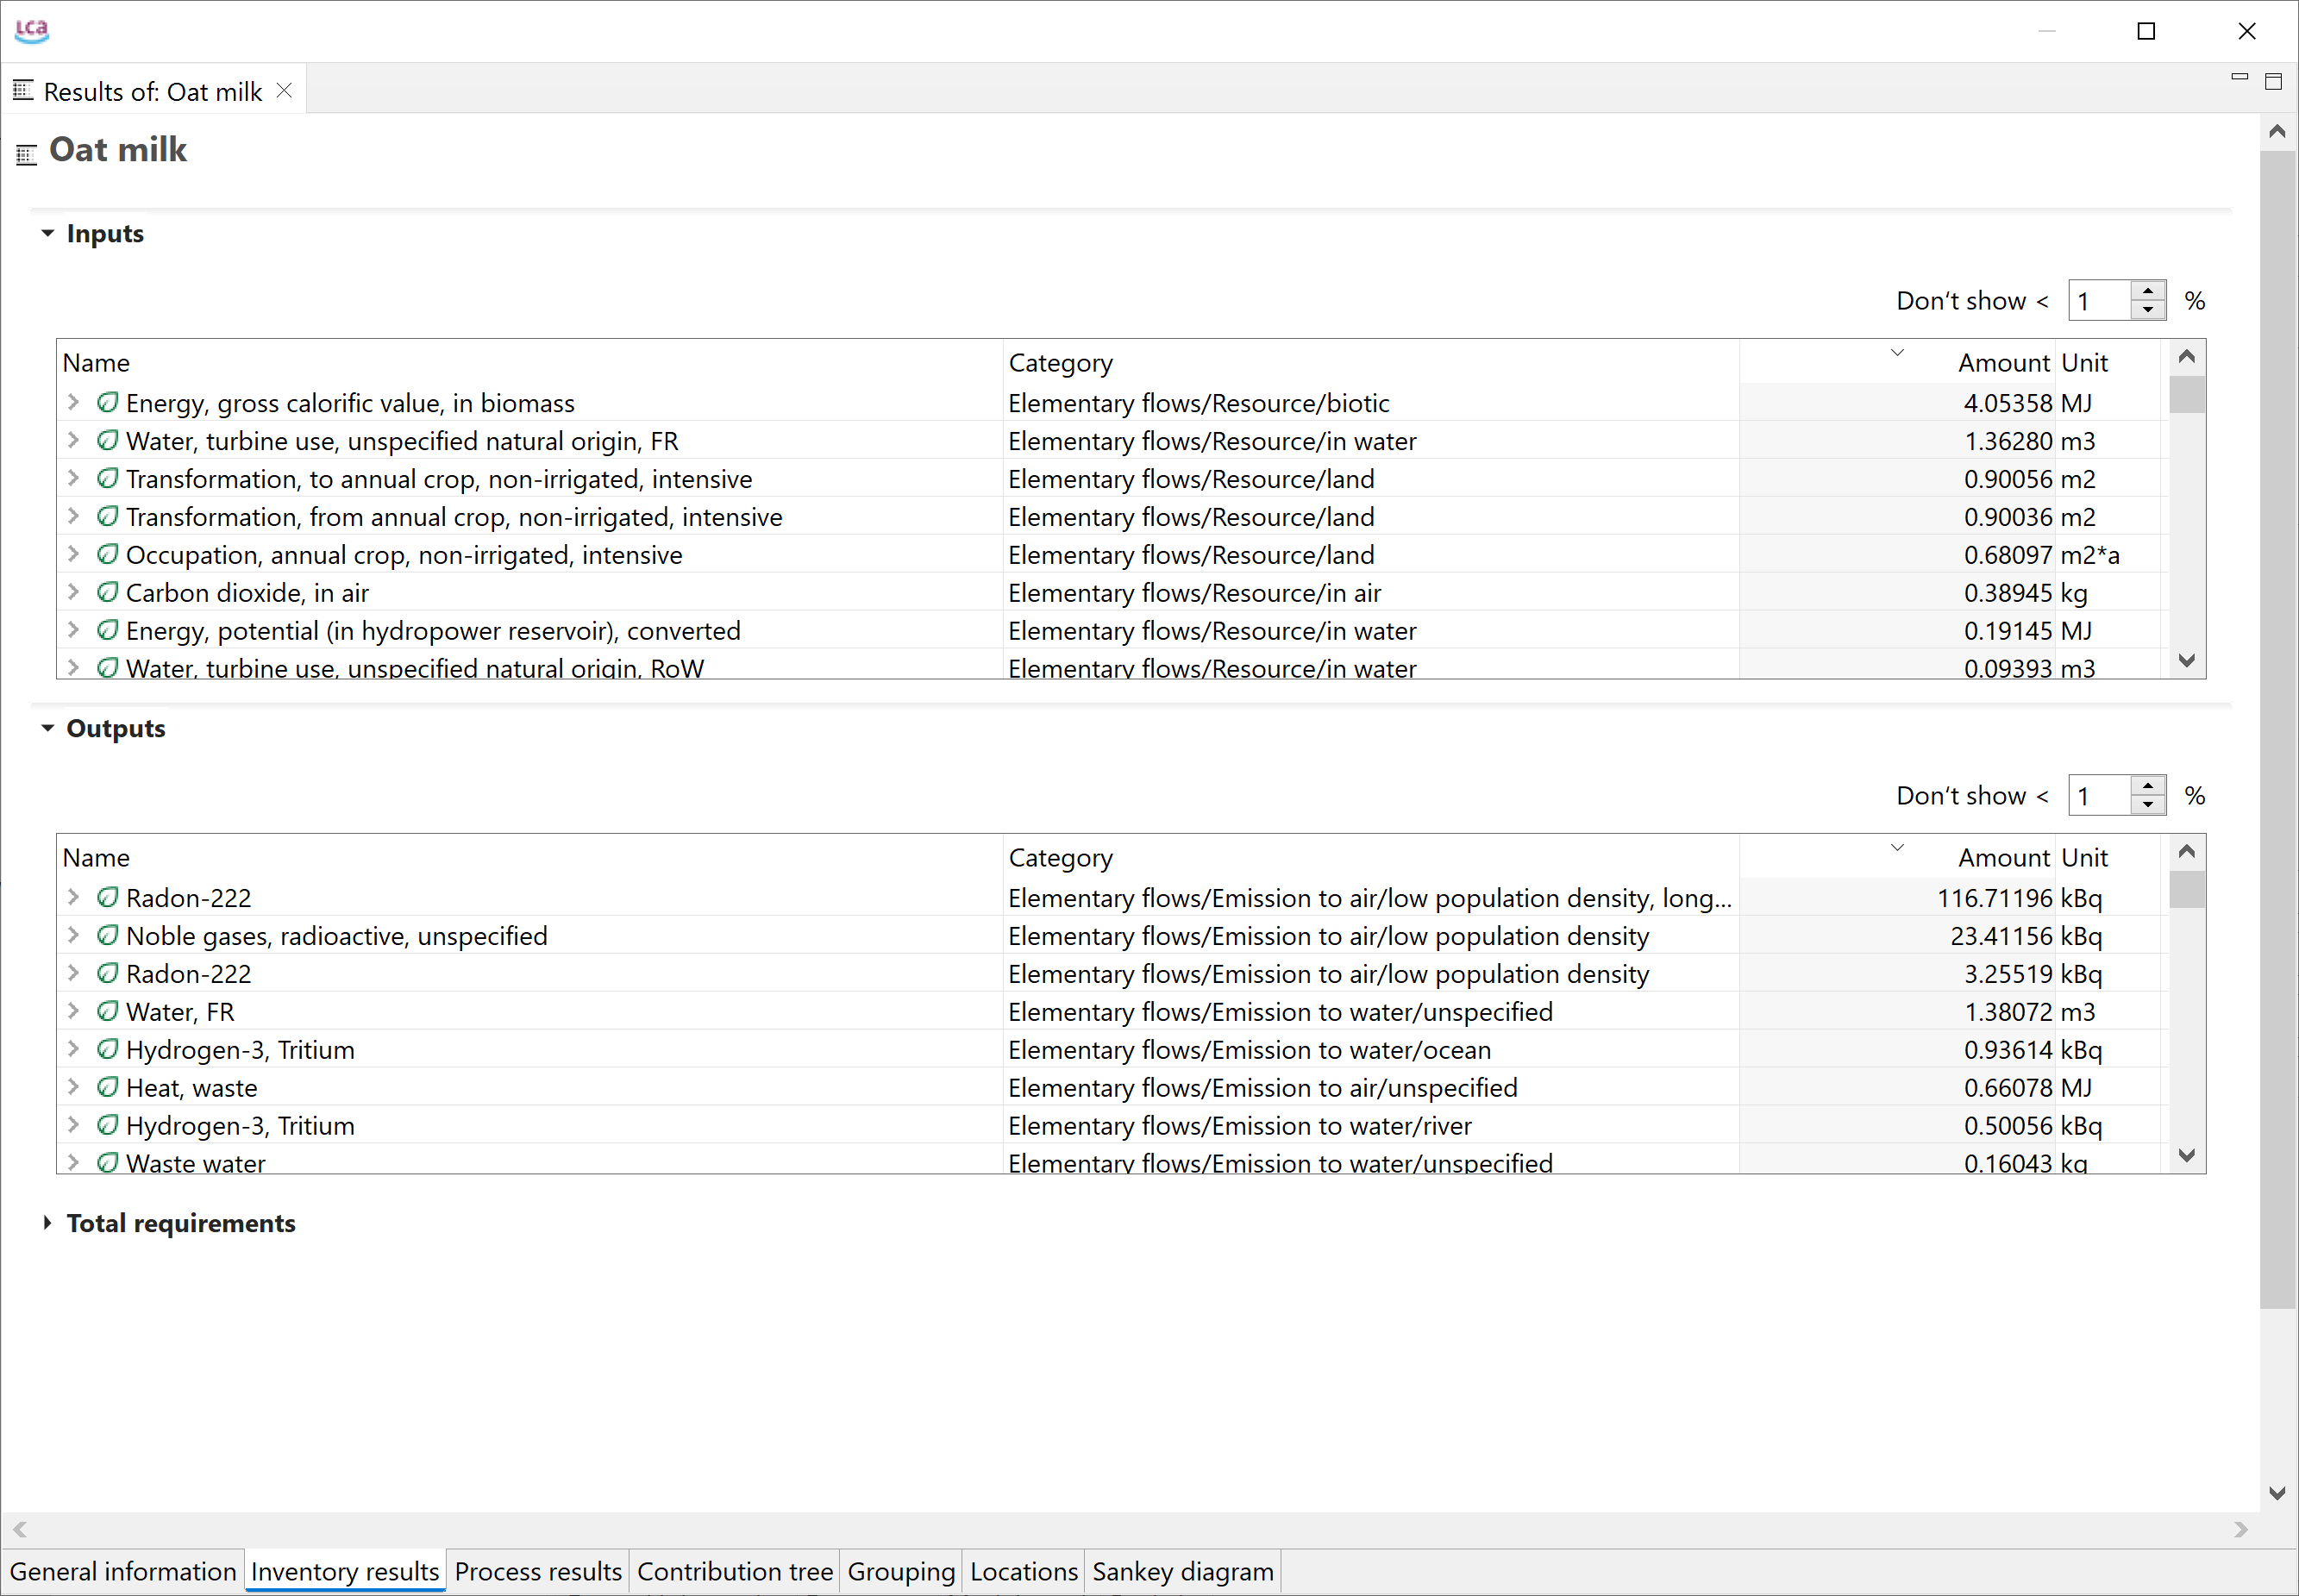 LCA
Results of: Oat milk
Oat milk
Inputs
Don't show < 1 %
Name Category Amount Unit
Energy, gross calorific value, in biomass Elementary flows/Resource/biotic 4.05358 MJ
Water, turbine use, unspecified natural origin, FR Elementary flows/Resource/in water 1.36280 m3
Transformation, to annual crop, non-irrigated, intensive Elementary flows/Resource/land 0.90056 m2
Transformation, from annual crop, non-irrigated, intensive Elementary flows/Resource/land 0.90036 m2
Occupation, annual crop, non-irrigated, intensive Elementary flows/Resource/land 0.68097 m2*a
Carbon dioxide, in air Elementary flows/Resource/in air 0.38945 kg
Energy, potential (in hydropower reservoir), converted Elementary flows/Resource/in water 0.19145 MJ
Water, turbine use, unspecified natural origin, RoW Elementary flows/Resource/in water 0.09393 m3
Outputs
Don't show < 1 %
Name Category Amount Unit
Radon-222 Elementary flows/Emission to air/low population density, long... 116.71196 kBq
Noble gases, radioactive, unspecified Elementary flows/Emission to air/low population density 23.41156 kBq
Radon-222 Elementary flows/Emission to air/low population density 3.25519 kBq
Water, FR Elementary flows/Emission to water/unspecified 1.38072 m3
Hydrogen-3, Tritium Elementary flows/Emission to water/ocean 0.93614 kBq
Heat, waste Elementary flows/Emission to air/unspecified 0.66078 MJ
Hydrogen-3, Tritium Elementary flows/Emission to water/river 0.50056 kBq
Waste water Elementary flows/Emission to water/unspecified 0.16043 kg
Total requirements
General information Inventory results Process results Contribution tree Grouping Locations Sankey diagram